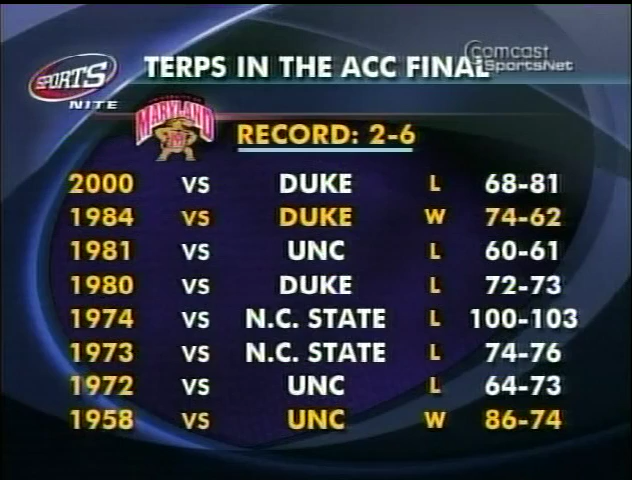 SPORTS
NITE
TERPS IN THE ACC FINAL
Comcast
SportsNet
MARYLAND
M
RECORD: 2-6
2000 VS DUKE L 68-81
1984 VS DUKE W 74-62
1981 VS UNC L 60-61
1980 VS DUKE L 72-73
1974 VS N.C. STATE L 100-103
1973 VS N.C. STATE L 74-76
1972 VS UNC L 64-73
1958 VS UNC W 86-74